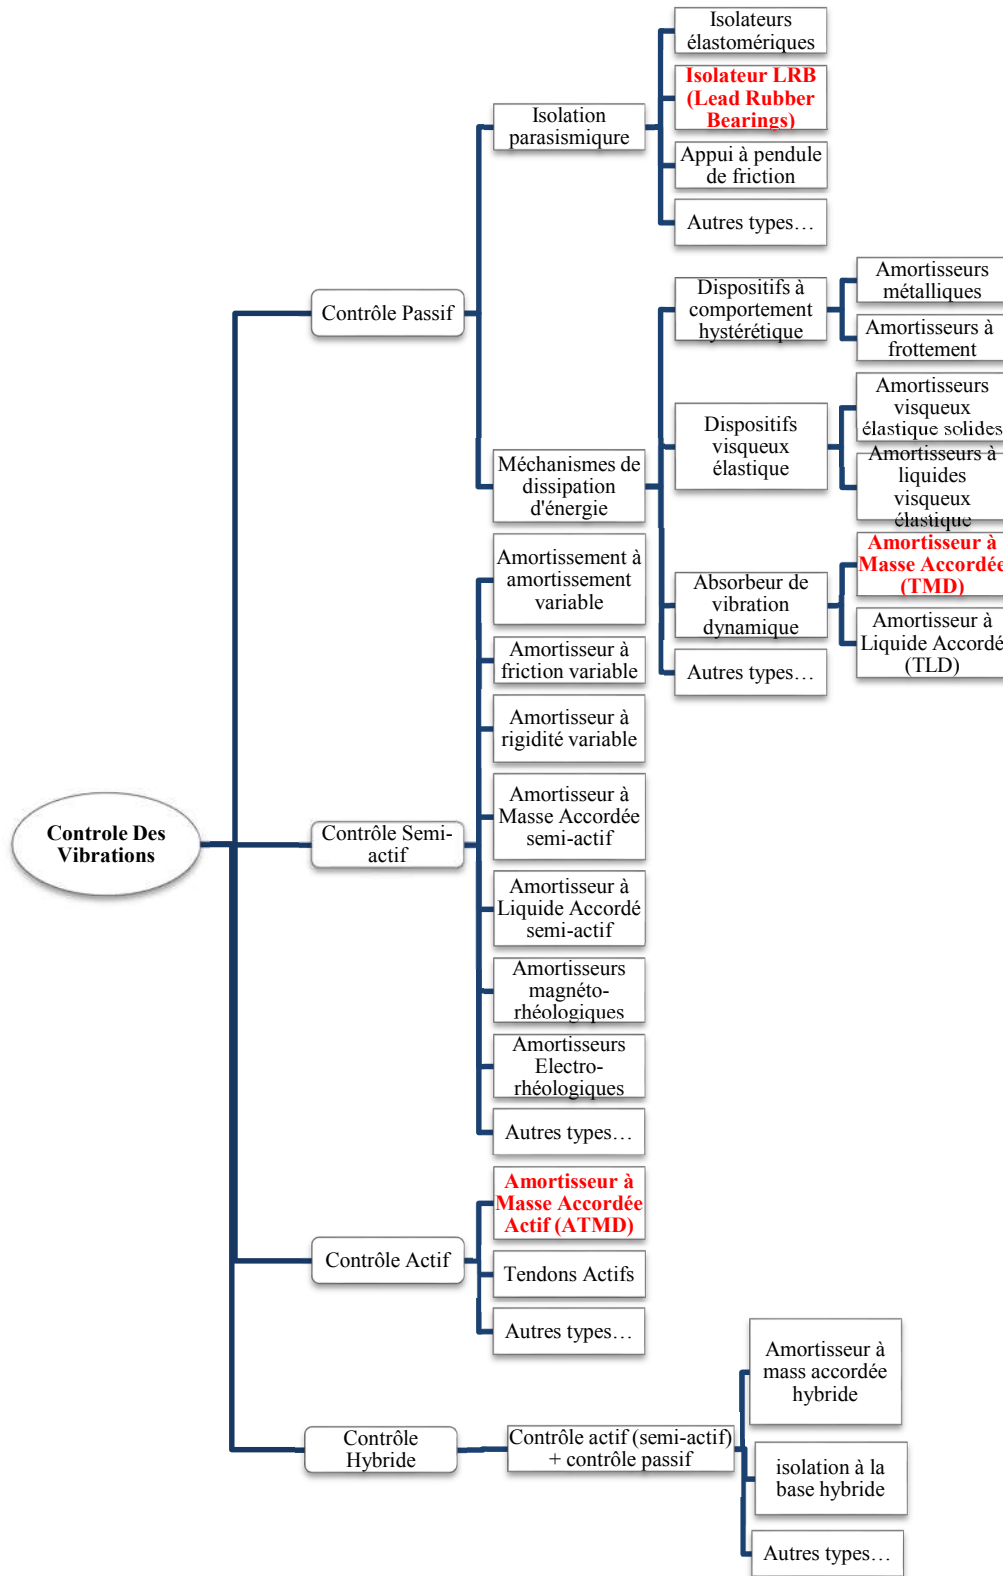 Isolateurs
élastomériques
Isolateur LRB
(Lead Rubber
Bearings)
Isolation
parasismiqure
Appui à pendule
de friction
Autres types…
Contrôle Passif
Dispositifs à
comportement
hystérétique
Amortisseurs
métalliques
Amortisseurs à
frottement
Dispositifs
visqueux
élastique
Amortisseurs
visqueux
élastique solides
Amortisseurs à
liquides
visqueux
élastique
Méchanismes de
dissipation
d'énergie
Absorbeur de
vibration
dynamique
Amortisseur à
Masse Accordée
(TMD)
Amortisseur à
Liquide Accordé
(TLD)
Autres types…
Controle Des
Vibrations
Contrôle Semi-
actif
Amortissement à
amortissement
variable
Amortisseur à
friction variable
Amortisseur à
rigidité variable
Amortisseur à
Masse Accordée
semi-actif
Amortisseur à
Liquide Accordé
semi-actif
Amortisseurs
magnéto-
rhéologiques
Amortisseurs
Electro-
rhéologiques
Autres types…
Contrôle Actif
Amortisseur à
Masse Accordée
Actif (ATMD)
Tendons Actifs
Autres types…
Contrôle
Hybride
Contrôle actif (semi-actif)
+ contrôle passif
Amortisseur à
mass accordée
hybride
isolation à la
base hybride
Autres types…